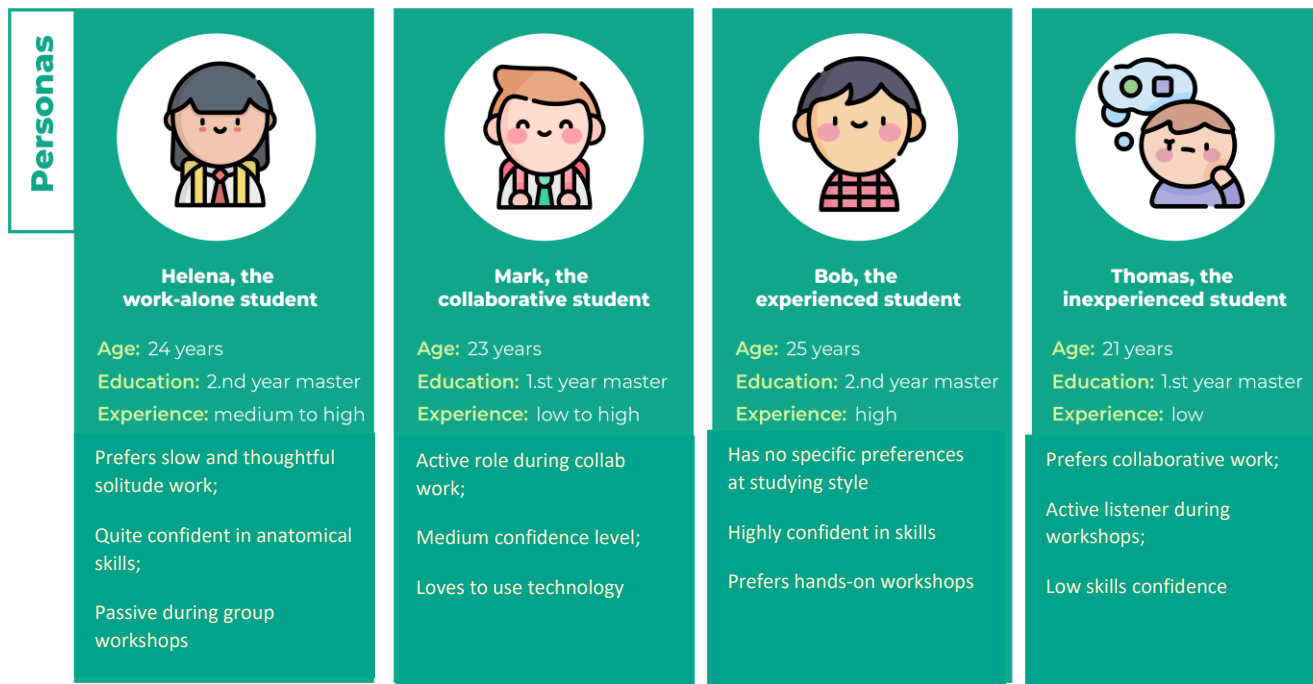 Personas
Helena, the
work-alone student
Age: 24 years
Education: 2.nd year master
Experience: medium to high
Prefers slow and thoughtful
solitude work;
Quite confident in anatomical
skills;
Passive during group
workshops
Mark, the
collaborative student
Age: 23 years
Education: 1.st year master
Experience: low to high
Active role during collab
work;
Medium confidence level;
Loves to use technology
Bob, the
experienced student
Age: 25 years
Education: 2.nd year master
Experience: high
Has no specific preferences
at studying style
Highly confident in skills
Prefers hands-on workshops
Thomas, the
inexperienced student
Age: 21 years
Education: 1.st year master
Experience: low
Prefers collaborative work;
Active listener during
workshops;
Low skills confidence